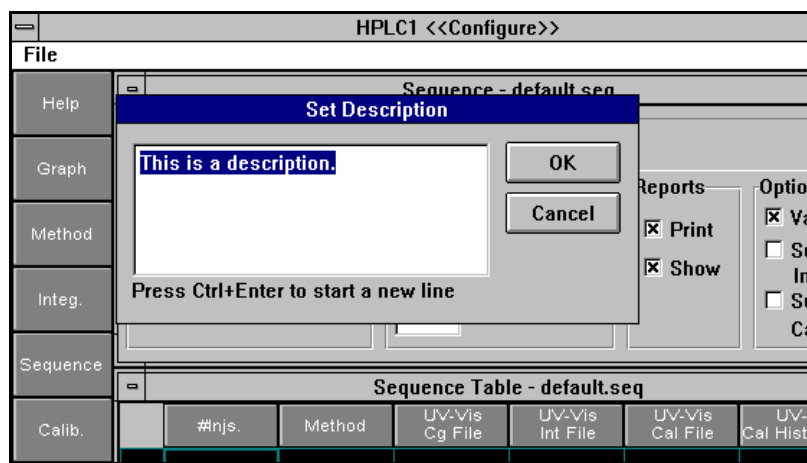 HPLC1 <<Configure>>
File
Help
Graph
Method
Integ.
Sequence
Calib.
Sequence - default.seq
Set Description
This is a description.
OK
Cancel
Press Ctrl+Enter to start a new line
Reports
Print
Show
Optio
Sequence Table - default.seq
#Injs.
Method
UV-Vis
Cg File
UV-Vis
Int File
UV-Vis
Cal File
UV-
Cal Hist